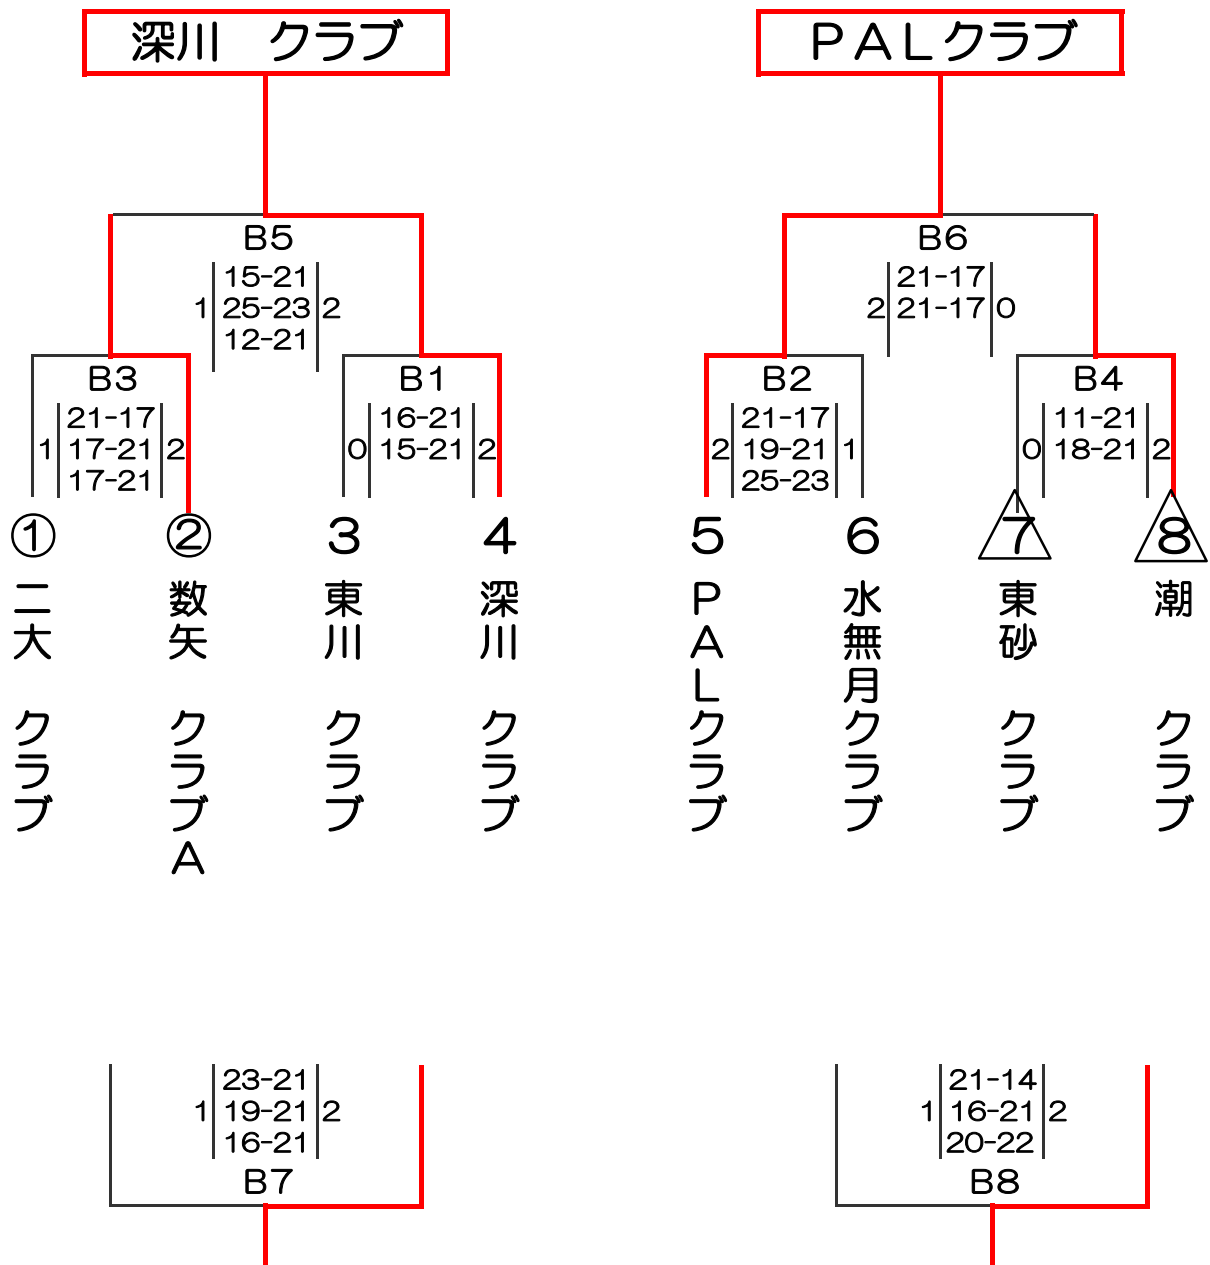 深川　クラブ
ＰＡＬクラブ
B5
15-21
1 25-23 2
12-21
B6
21-17
2 21-17 0
B3
21-17
1 17-21 2
17-21
B1
16-21
0 15-21 2
B2
21-17
2 19-21 1
25-23
B4
11-21
0 18-21 2
① 二大　クラブ
② 数矢　クラブＡ
3 東川　クラブ
4 深川　クラブ
5 ＰＡＬクラブ
6 水無月クラブ
7 東砂　クラブ
8 潮　　クラブ
23-21
1 19-21 2
16-21
B7
21-14
1 16-21 2
20-22
B8